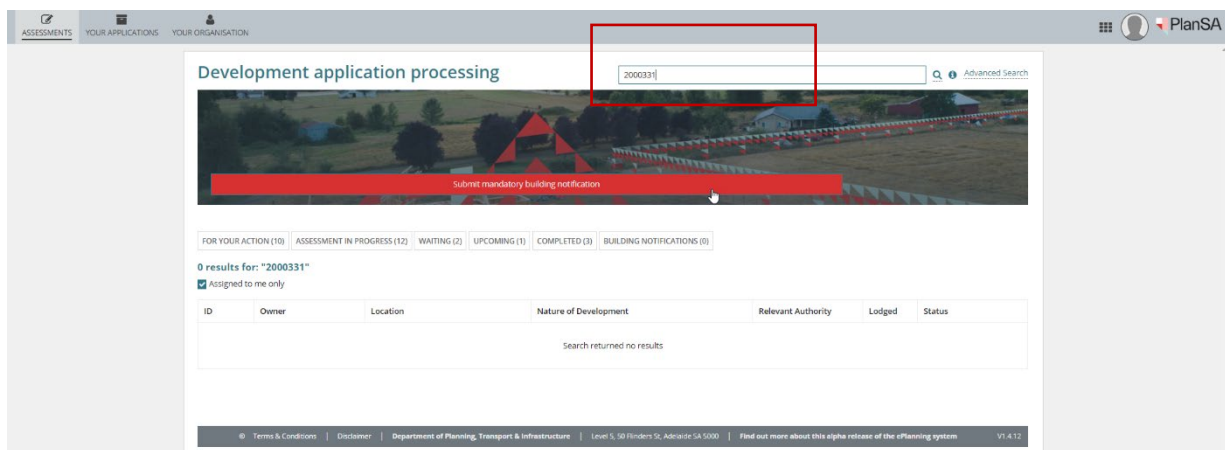 ASSESSMENTS YOUR APPLICATIONS YOUR ORGANISATION
PlanSA
Development application processing
2000331
Advanced Search
Submit mandatory building notification
FOR YOUR ACTION (10) ASSESSMENT IN PROGRESS (12) WAITING (2) UPCOMING (1) COMPLETED (3) BUILDING NOTIFICATIONS (0)
0 results for: "2000331"
Assigned to me only
ID Owner Location Nature of Development Relevant Authority Lodged Status
Search returned no results
© Terms & Conditions | Disclaimer | Department of Planning, Transport & Infrastructure | Level 5, 50 Flinders St, Adelaide SA 5000 | Find out more about this alpha release of the ePlanning system V1.4.12